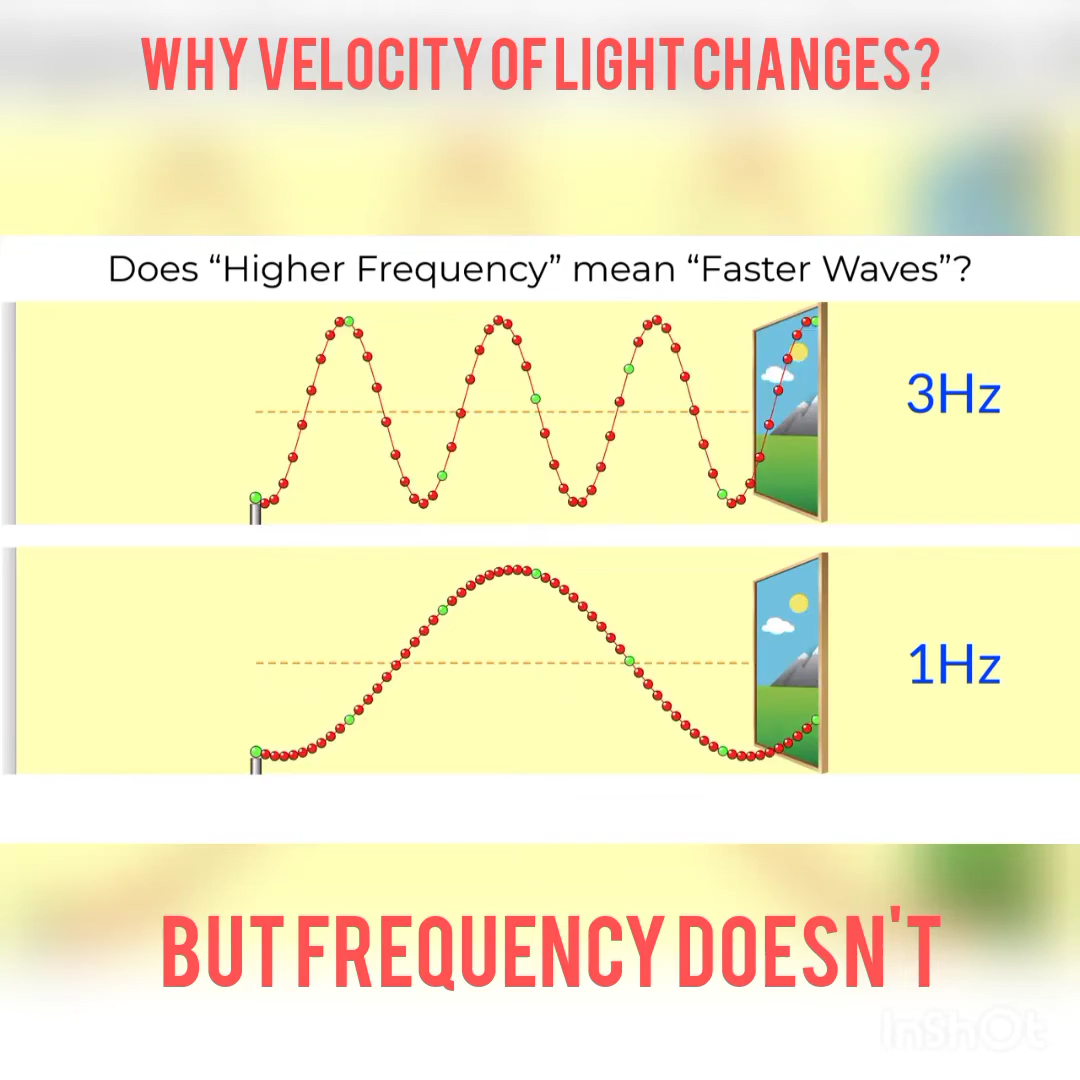 WHY VELOCITY OF LIGHT CHANGES?
Does “Higher Frequency” mean “Faster Waves”?
3Hz
1Hz
BUT FREQUENCY DOESN'T
InShOt